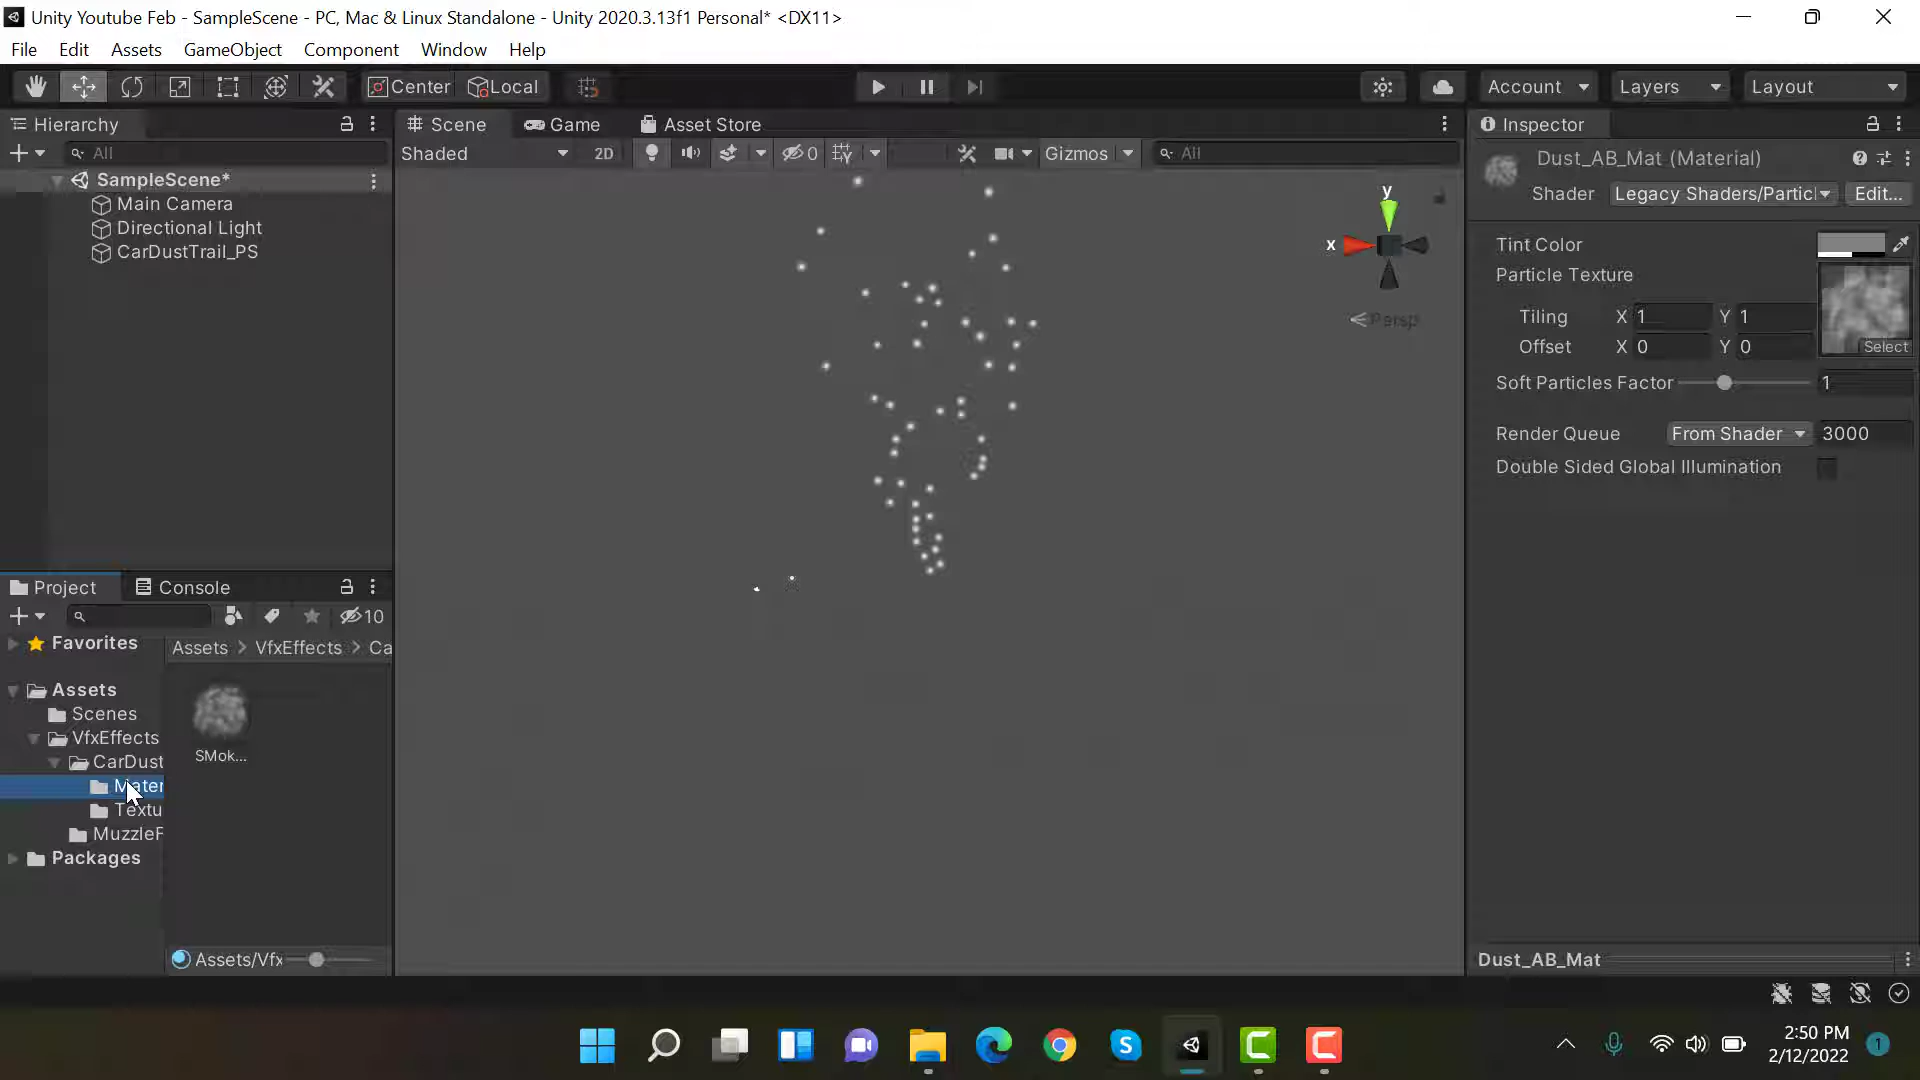 Unity Youtube Feb - SampleScene - PC, Mac & Linux Standalone - Unity 2020.3.13f1 Personal* <DX11>
File Edit Assets GameObject Component Window Help
Center Local Account Layers Layout
Hierarchy
All
SampleScene*
Main Camera
Directional Light
CarDustTrail_PS
Scene Game Asset Store
Shaded 2D 0 Gizmos All
y
x
Persp
Inspector
Dust_AB_Mat (Material)
Shader Legacy Shaders/Particl Edit...
Tint Color
Particle Texture
Tiling X 1 Y 1
Offset X 0 Y 0
Select
Soft Particles Factor 1
Render Queue From Shader 3000
Double Sided Global Illumination
Dust_AB_Mat
Project Console
10
Favorites
Assets
Scenes
VfxEffects
CarDust
Mater
Textu
MuzzleF
Packages
Assets > VfxEffects > Ca
SMok...
Assets/Vfx
2:50 PM
2/12/2022
1